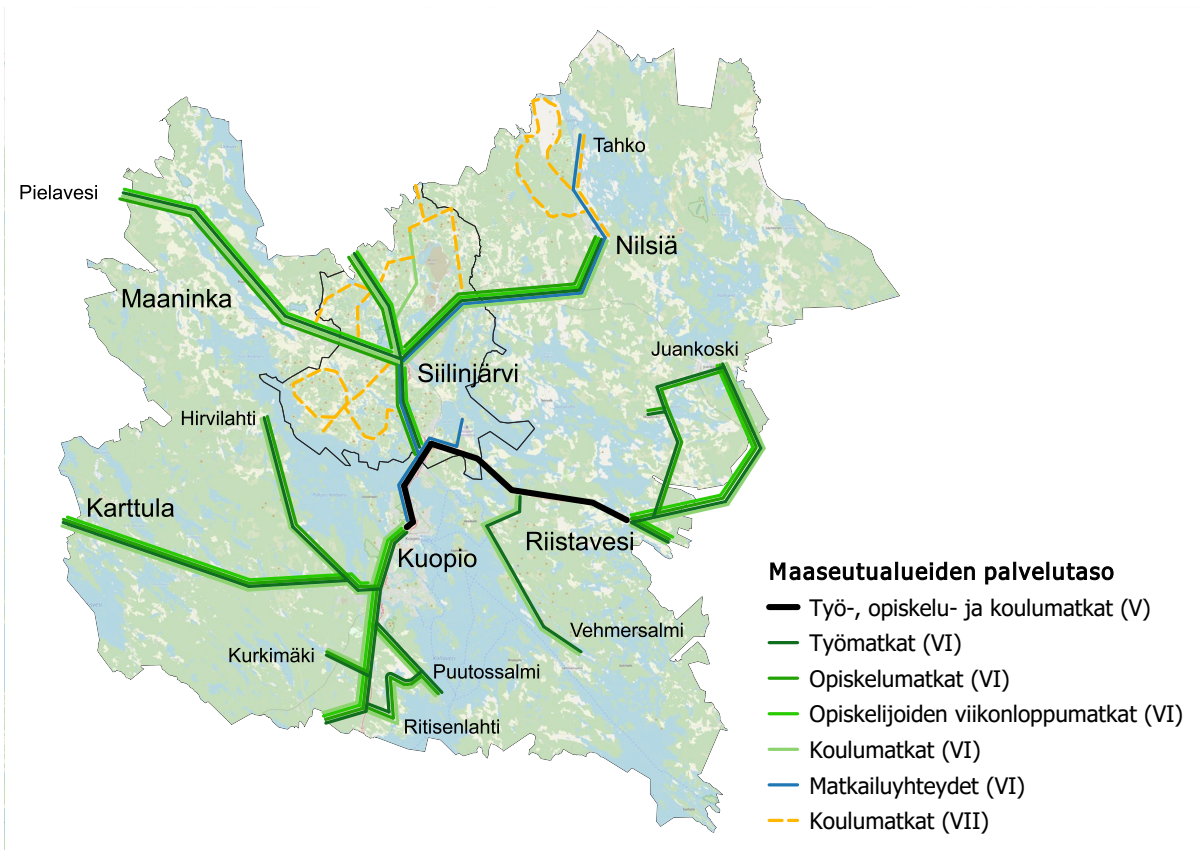 Tahko
Pielavesi
Nilsiä
Maaninka
Juankoski
Siilinjärvi
Hirvilahti
Karttula
Riistavesi
Kuopio
Vehmersalmi
Kurkimäki
Puutossalmi
Ritisenlahti
Maaseutualueiden palvelutaso
Työ-, opiskelu- ja koulumatkat (V)
Työmatkat (VI)
Opiskelumatkat (VI)
Opiskelijoiden viikonloppumatkat (VI)
Koulumatkat (VI)
Matkailuyhteydet (VI)
Koulumatkat (VII)